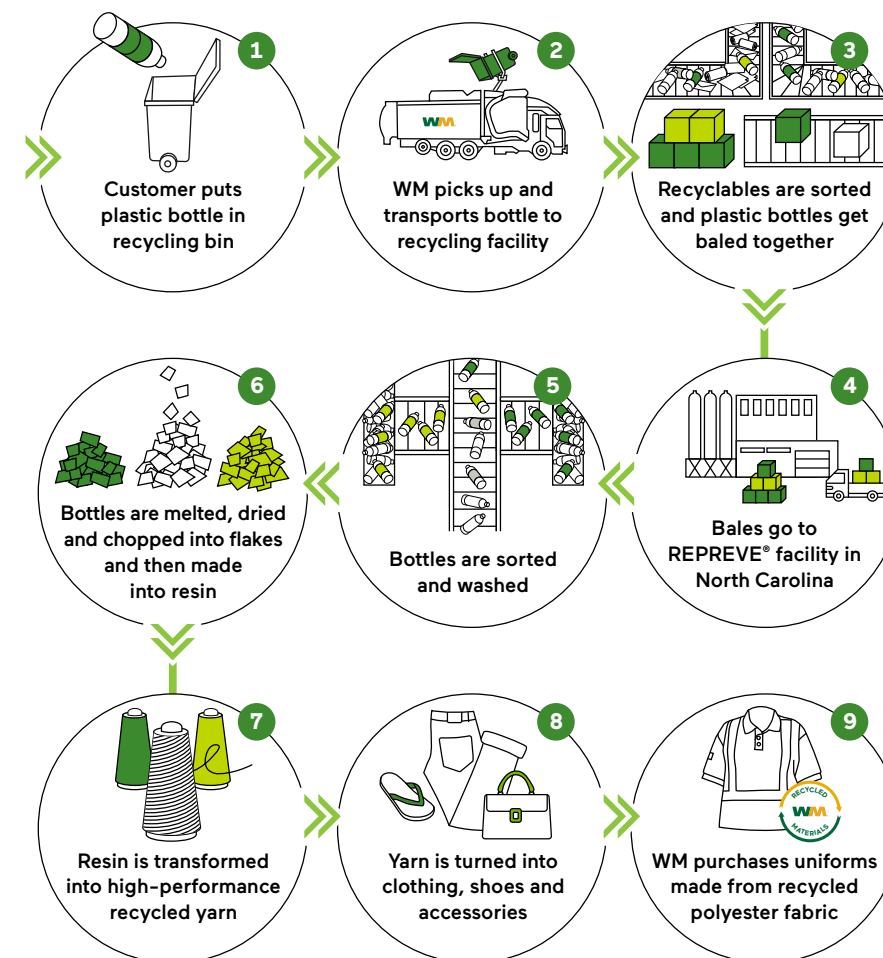 1
Customer puts
plastic bottle in
recycling bin
2
WM
WM picks up and
transports bottle to
recycling facility
3
Recyclables are sorted
and plastic bottles get
baled together
4
Bales go to
REPREVE® facility in
North Carolina
5
Bottles are sorted
and washed
6
Bottles are melted, dried
and chopped into flakes
and then made
into resin
7
Resin is transformed
into high-performance
recycled yarn
8
Yarn is turned into
clothing, shoes and
accessories
9
RECYCLED
WM
MATERIALS
WM purchases uniforms
made from recycled
polyester fabric